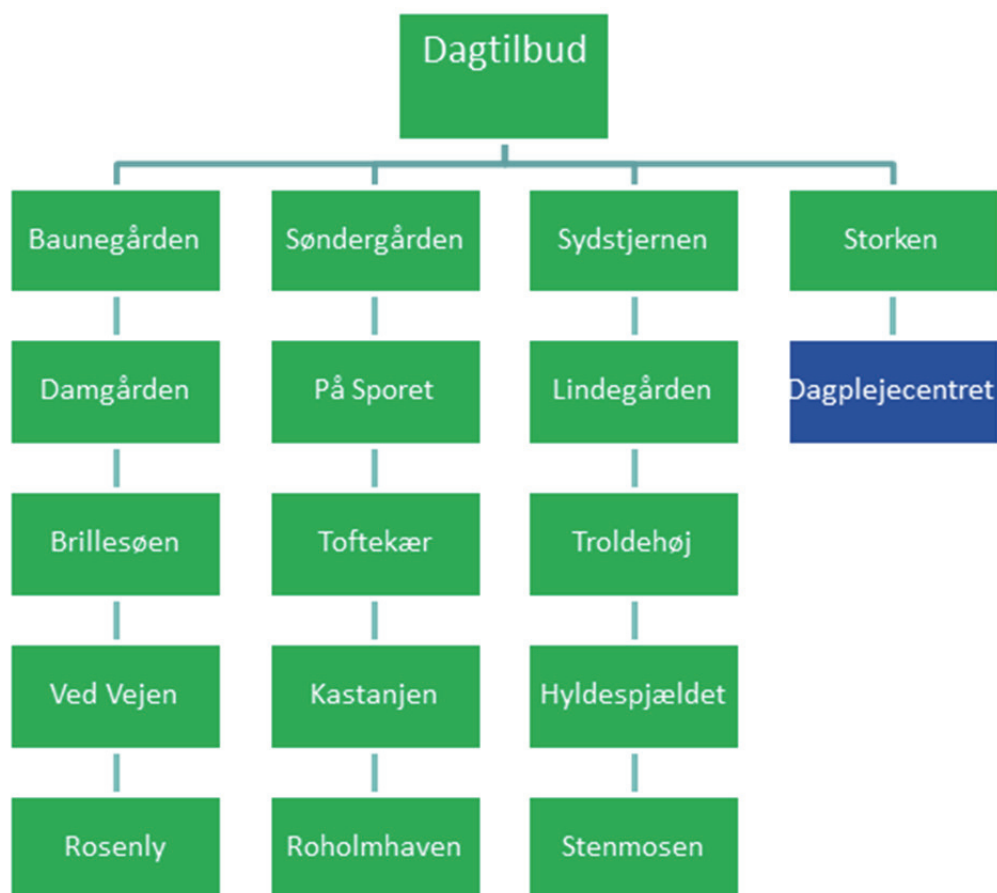 Dagtilbud
Baunegården
Søndergården
Sydstjernen
Storken
Damgården
På Sporet
Lindegården
Dagplejecentret
Brillesøen
Toftekær
Troldehøj
Ved Vejen
Kastanjen
Hyldespjældet
Rosenly
Roholmhaven
Stenmosen